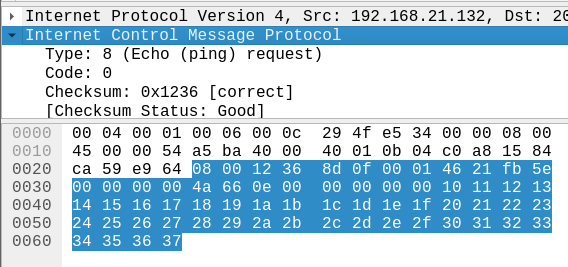 Internet Protocol Version 4, Src: 192.168.21.132, Dst: 20
Internet Control Message Protocol
Type: 8 (Echo (ping) request)
Code: 0
Checksum: 0x1236 [correct]
[Checksum Status: Good]
0000 00 04 00 01 00 06 00 0c 29 4f e5 34 00 00 08 00
0010 45 00 00 54 a5 ba 40 00 40 01 0b 04 c0 a8 15 84
0020 ca 59 e9 64 08 00 12 36 8d 0f 00 01 46 21 fb 5e
0030 00 00 00 00 4a 66 0e 00 00 00 00 00 10 11 12 13
0040 14 15 16 17 18 19 1a 1b 1c 1d 1e 1f 20 21 22 23
0050 24 25 26 27 28 29 2a 2b 2c 2d 2e 2f 30 31 32 33
0060 34 35 36 37